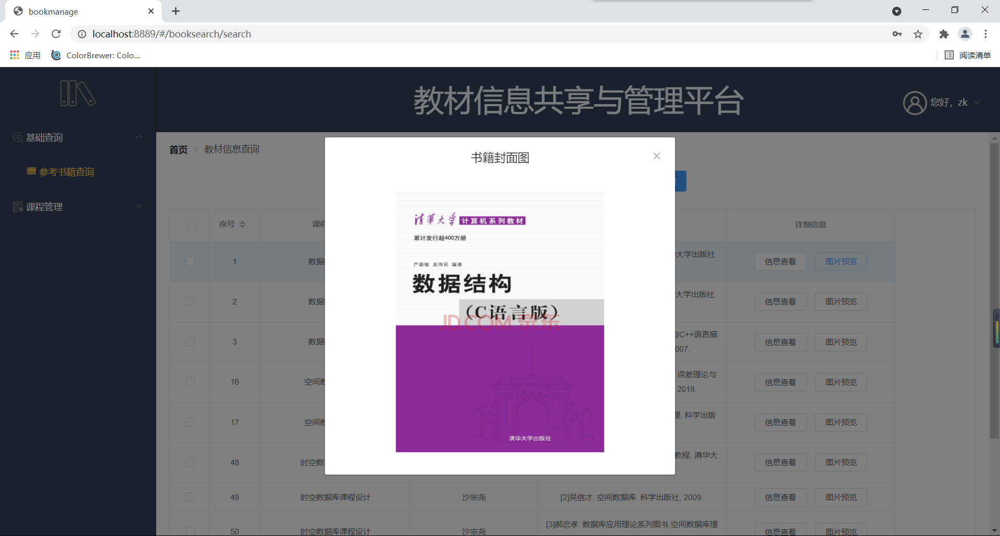 bookmanage
localhost:8889/#/booksearch/search
应用
ColorBrewer: Colo...
阅读清单
教材信息共享与管理平台
您好，zk
基础查询
参考书籍查询
课程管理
首页 > 教材信息查询
书籍封面图
清华大学 计算机系列教材
累计发行超400万册
严蔚敏 吴伟民 编著
数据结构
（C语言版）
JD.COM 京东
清华大学出版社
序号 课程 详细信息
1 数据 大学出版社. 信息查看 图片预览
2 数据 大学出版社. 信息查看 图片预览
3 数据 与C++语言描 007. 信息查看 图片预览
16 空间数 误差理论与 2018. 信息查看 图片预览
17 空间数 理. 科学出版 信息查看 图片预览
48 时空数 教程. 清华大 信息查看 图片预览
49 时空数据库课程设计 沙宗尧 [2]吴信才. 空间数据库. 科学出版社, 2009. 信息查看 图片预览
50 时空数据库课程设计 沙宗尧 [3]郝忠孝. 数据库应用理论系列图书:空间数据库理 信息查看 图片预览